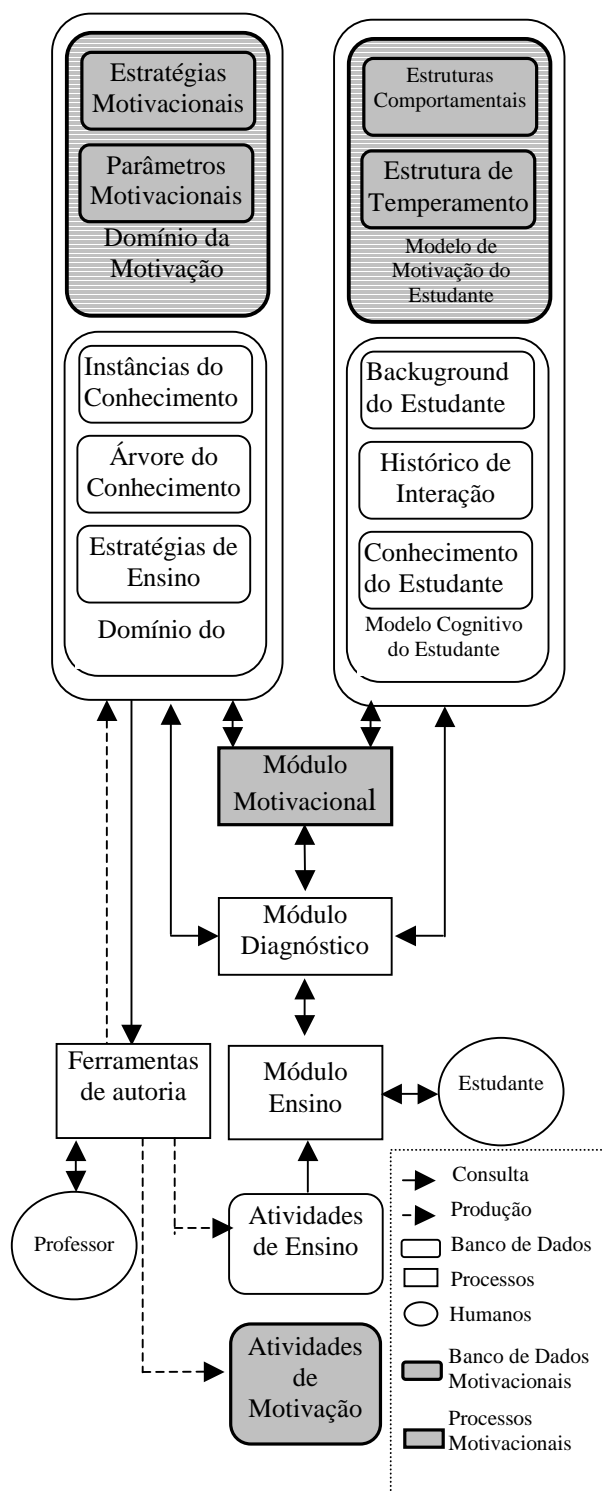 Estratégias
Motivacionais
Parâmetros
Motivacionais
Domínio da
Motivação
Instâncias do
Conhecimento
Árvore do
Conhecimento
Estratégias de
Ensino
Domínio do
Estruturas
Comportamentais
Estrutura de
Temperamento
Modelo de
Motivação do
Estudante
Backuground
do Estudante
Histórico de
Interação
Conhecimento
do Estudante
Modelo Cognitivo
do Estudante
Módulo
Motivacional
Módulo
Diagnóstico
Ferramentas
de autoria
Módulo
Ensino
Estudante
Professor
Atividades
de Ensino
Atividades
de
Motivação
Consulta
Produção
Banco de Dados
Processos
Humanos
Banco de Dados
Motivacionais
Processos
Motivacionais